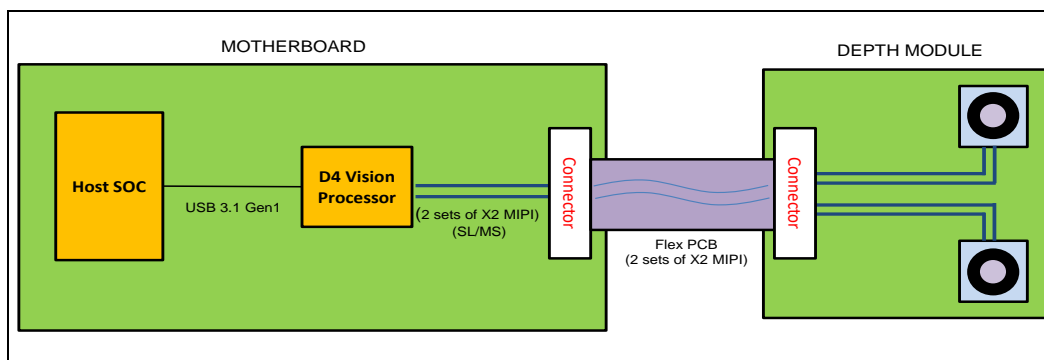 MOTHERBOARD
DEPTH MODULE
Host SOC
USB 3.1 Gen1
D4 Vision
Processor
(2 sets of X2 MIPI)
(SL/MS)
Connector
Flex PCB
(2 sets of X2 MIPI)
Connector